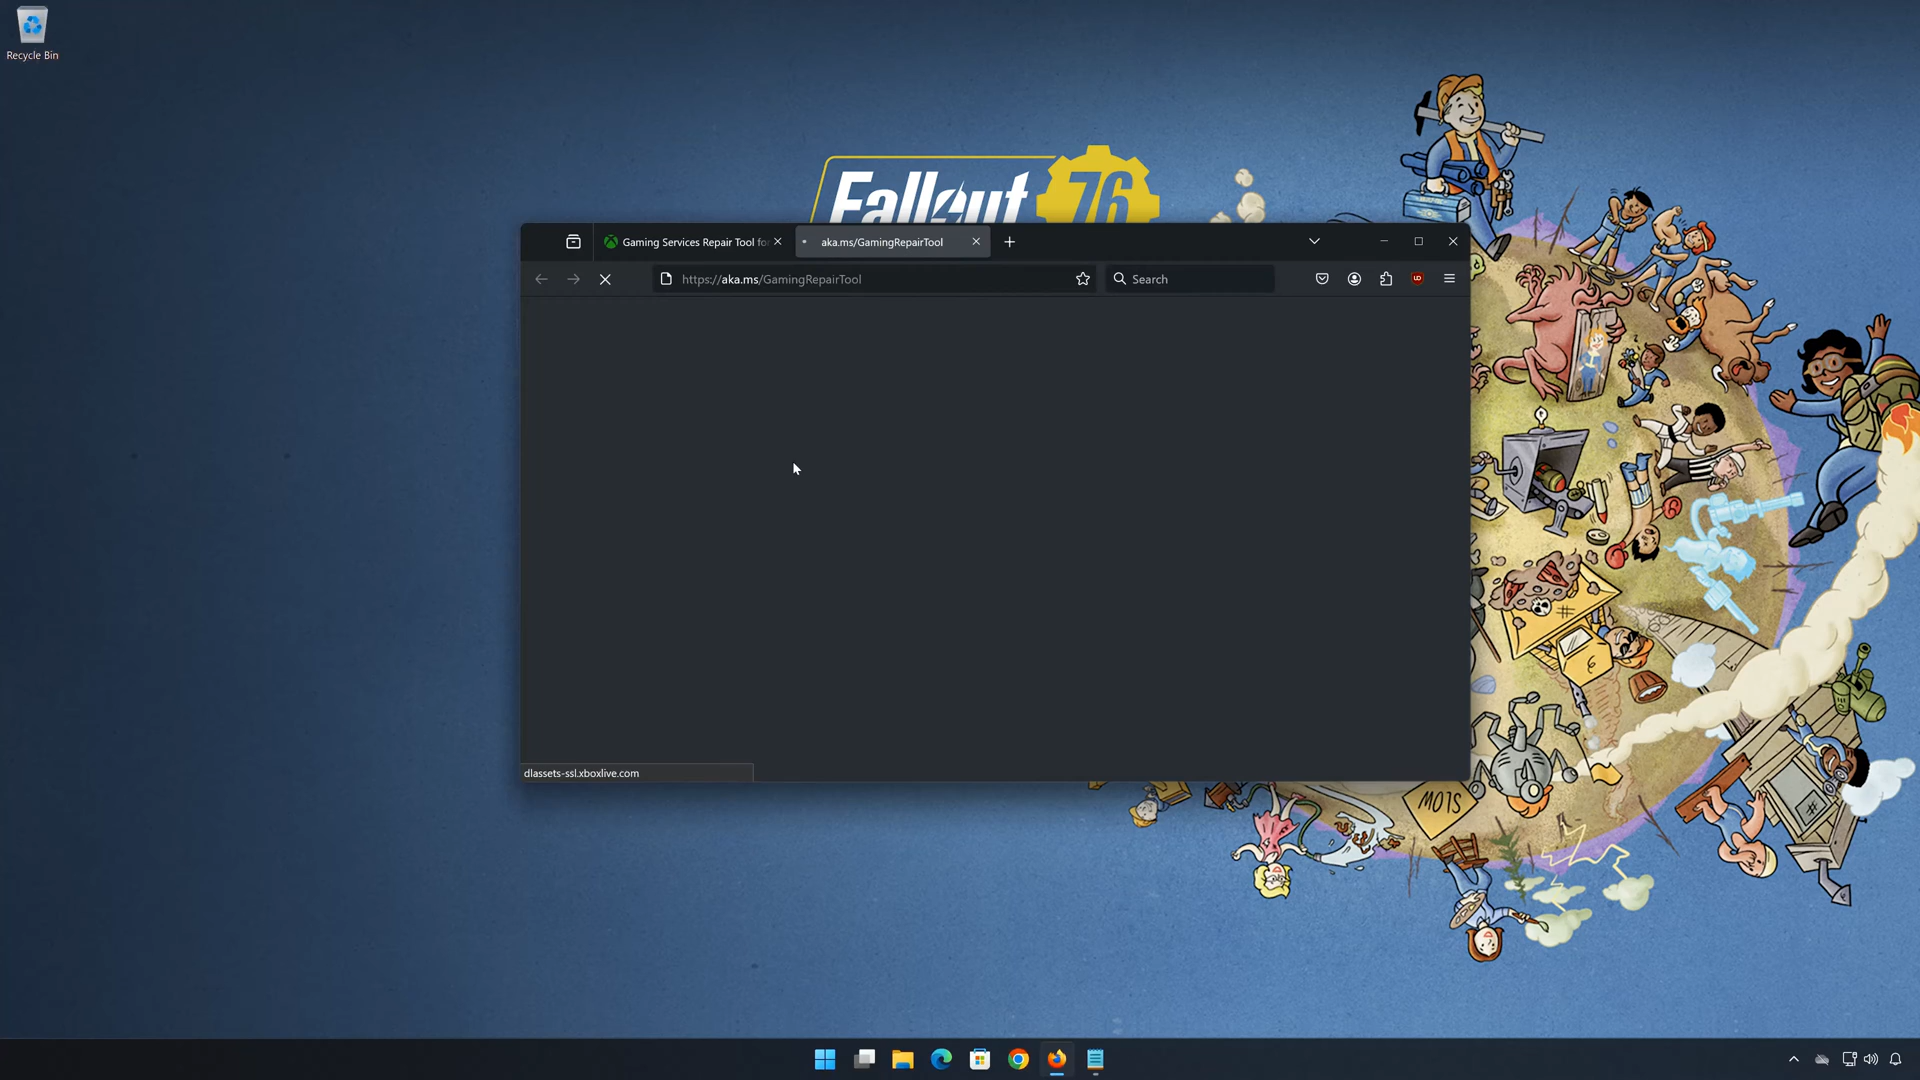 Recycle Bin
Fallout 76
Gaming Services Repair Tool fo
aka.ms/GamingRepairTool
https://aka.ms/GamingRepairTool
Search
dlassets-ssl.xboxlive.com
SLOW
#
#